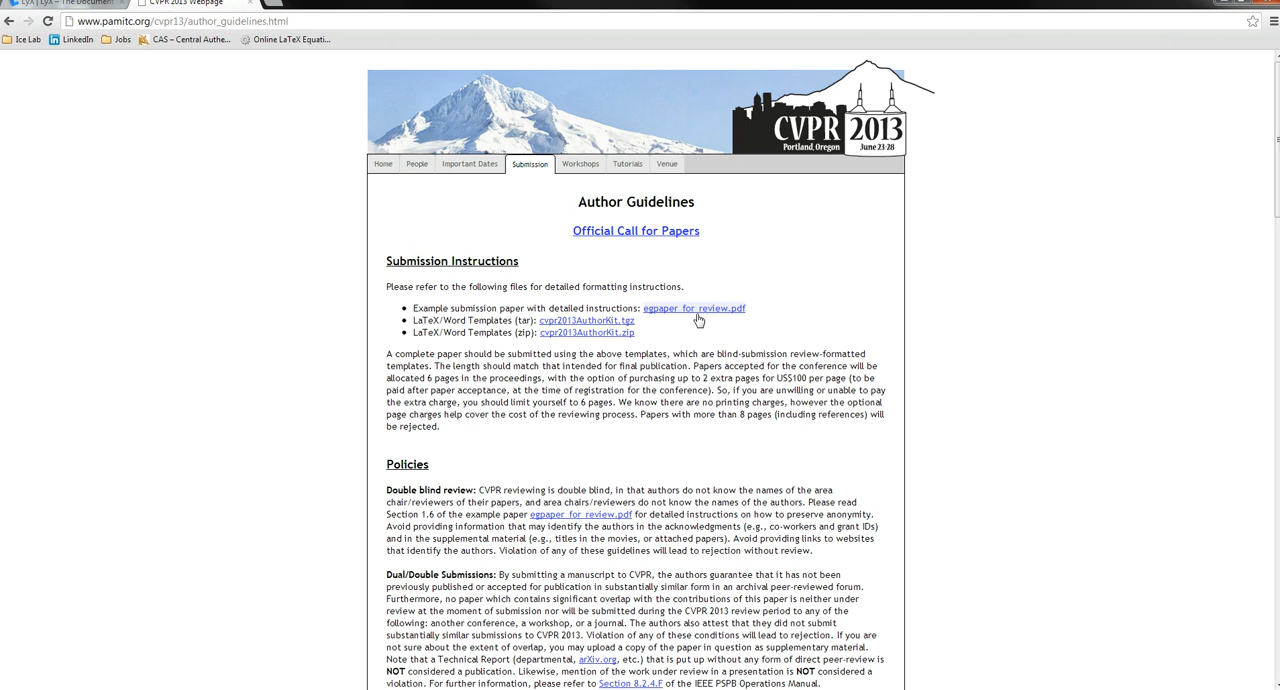 LyX | LyX – The Document
CVPR 2013 Webpage
www.pamitc.org/cvpr13/author_guidelines.html
Ice Lab LinkedIn Jobs CAS – Central Authe... Online LaTeX Equati...
CVPR 2013
Portland, Oregon June 23-28
Home People Important Dates Submission Workshops Tutorials Venue
Author Guidelines
Official Call for Papers
Submission Instructions
Please refer to the following files for detailed formatting instructions.
• Example submission paper with detailed instructions: egpaper_for_review.pdf
• LaTeX/Word Templates (tar): cvpr2013AuthorKit.tgz
• LaTeX/Word Templates (zip): cvpr2013AuthorKit.zip
A complete paper should be submitted using the above templates, which are blind-submission review-formatted
templates. The length should match that intended for final publication. Papers accepted for the conference will be
allocated 6 pages in the proceedings, with the option of purchasing up to 2 extra pages for US$100 per page (to be
paid after paper acceptance, at the time of registration for the conference). So, if you are unwilling or unable to pay
the extra charge, you should limit yourself to 6 pages. We know there are no printing charges, however the optional
page charges help cover the cost of the reviewing process. Papers with more than 8 pages (including references) will
be rejected.
Policies
Double blind review: CVPR reviewing is double blind, in that authors do not know the names of the area
chair/reviewers of their papers, and area chairs/reviewers do not know the names of the authors. Please read
Section 1.6 of the example paper egpaper_for_review.pdf for detailed instructions on how to preserve anonymity.
Avoid providing information that may identify the authors in the acknowledgments (e.g., co-workers and grant IDs)
and in the supplemental material (e.g., titles in the movies, or attached papers). Avoid providing links to websites
that identify the authors. Violation of any of these guidelines will lead to rejection without review.
Dual/Double Submissions: By submitting a manuscript to CVPR, the authors guarantee that it has not been
previously published or accepted for publication in substantially similar form in an archival peer-reviewed forum.
Furthermore, no paper which contains significant overlap with the contributions of this paper is neither under
review at the moment of submission nor will be submitted during the CVPR 2013 review period to any of the
following: another conference, a workshop, or a journal. The authors also attest that they did not submit
substantially similar submissions to CVPR 2013. Violation of any of these conditions will lead to rejection. If you are
not sure about the extent of overlap, you may upload a copy of the paper in question as supplementary material.
Note that a Technical Report (departmental, arXiv.org, etc.) that is put up without any form of direct peer-review is
NOT considered a publication. Likewise, mention of the work under review in a presentation is NOT considered a
violation. For further information, please refer to Section 8.2.4.F of the IEEE PSPB Operations Manual.